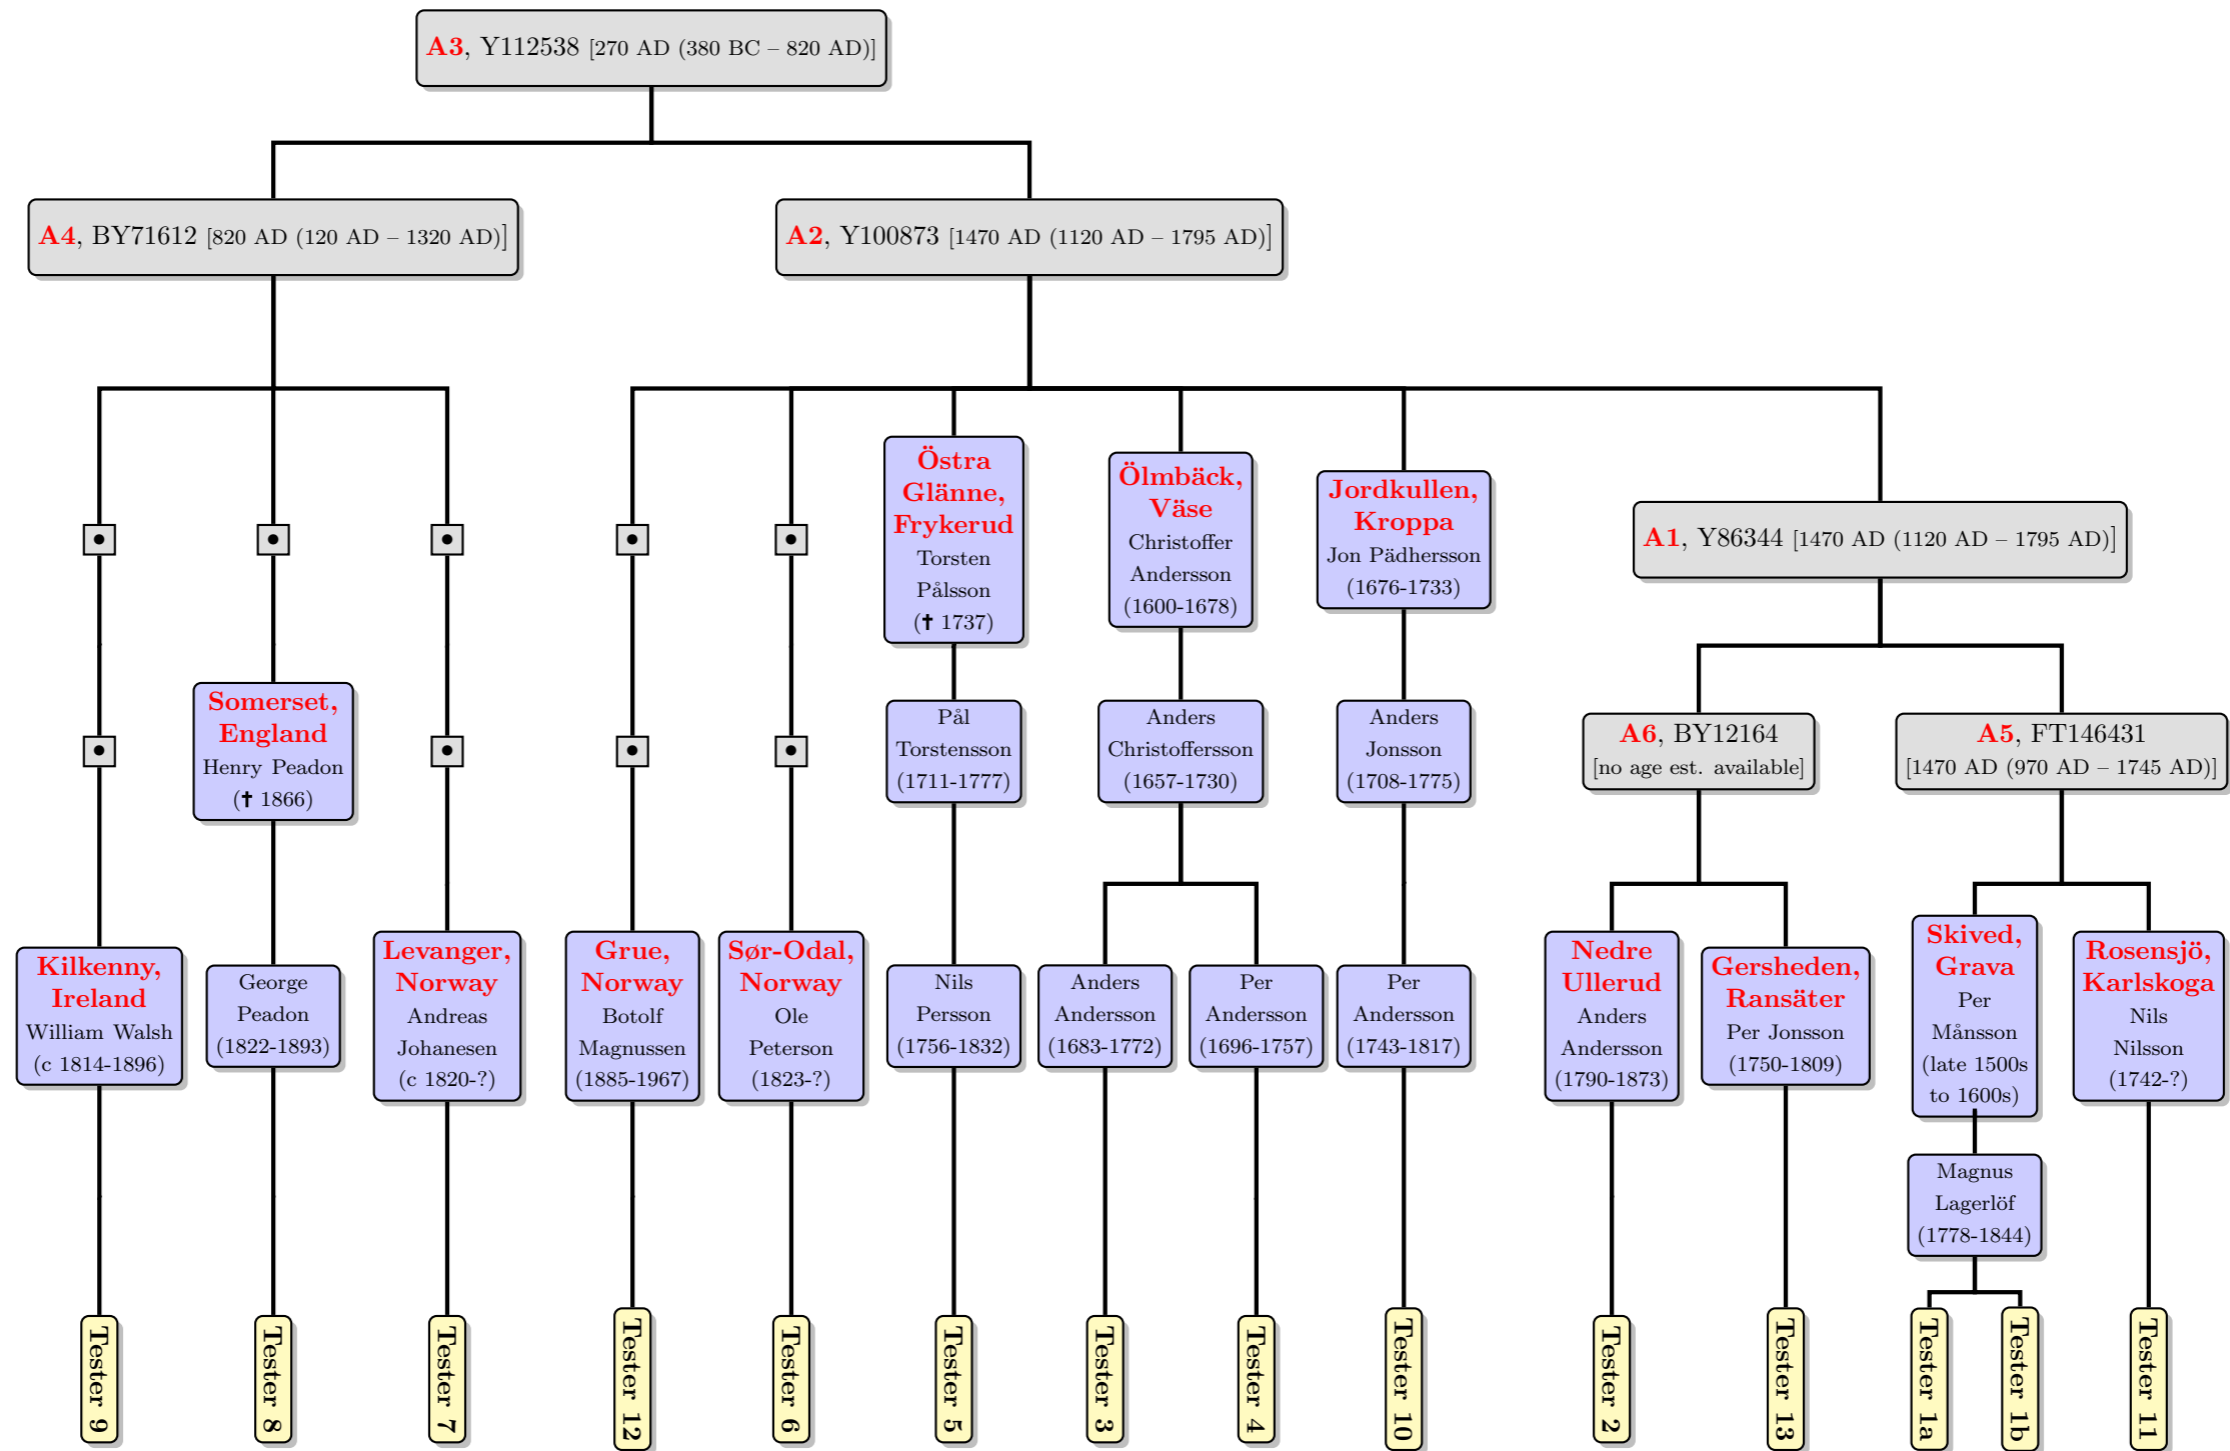 A3, Y112538 [270 AD (380 BC – 820 AD)]
A4, BY71612 [820 AD (120 AD – 1320 AD)]
A2, Y100873 [1470 AD (1120 AD – 1795 AD)]
Östra
Glänne,
Frykerud
Torsten
Pålsson
(✝ 1737)
Ölmbäck,
Väse
Christoffer
Andersson
(1600-1678)
Jordkullen,
Kroppa
Jon Pädhersson
(1676-1733)
A1, Y86344 [1470 AD (1120 AD – 1795 AD)]
Somerset,
England
Henry Peadon
(✝ 1866)
Pål
Torstensson
(1711-1777)
Anders
Christoffersson
(1657-1730)
Anders
Jonsson
(1708-1775)
A6, BY12164
[no age est. available]
A5, FT146431
[1470 AD (970 AD – 1745 AD)]
Kilkenny,
Ireland
William Walsh
(c 1814-1896)
George
Peadon
(1822-1893)
Levanger,
Norway
Andreas
Johanesen
(c 1820-?)
Grue,
Norway
Botolf
Magnussen
(1885-1967)
Sør-Odal,
Norway
Ole
Peterson
(1823-?)
Nils
Persson
(1756-1832)
Anders
Andersson
(1683-1772)
Per
Andersson
(1696-1757)
Per
Andersson
(1743-1817)
Nedre
Ullerud
Anders
Andersson
(1790-1873)
Gersheden,
Ransäter
Per Jonsson
(1750-1809)
Skived,
Grava
Per
Månsson
(late 1500s
to 1600s)
Rosensjö,
Karlskoga
Nils
Nilsson
(1742-?)
Magnus
Lagerlöf
(1778-1844)
Tester 9
Tester 8
Tester 7
Tester 12
Tester 6
Tester 5
Tester 3
Tester 4
Tester 10
Tester 2
Tester 13
Tester 1a
Tester 1b
Tester 11